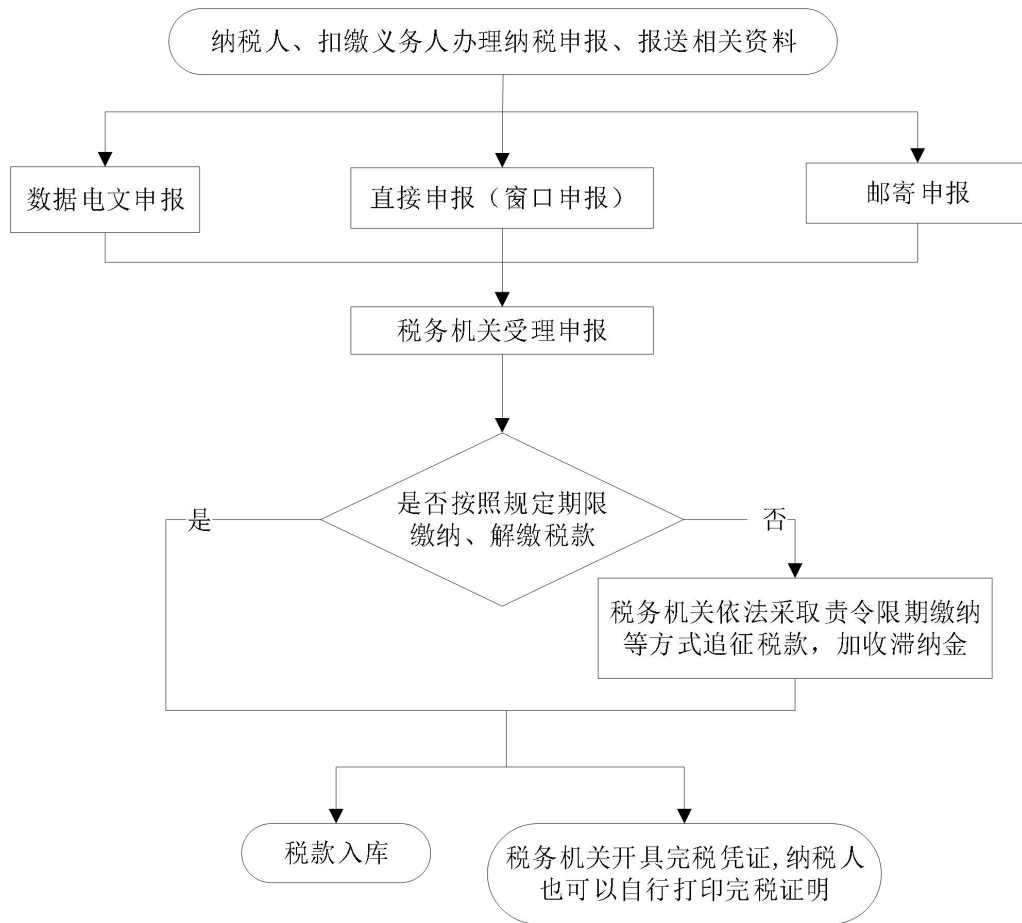 纳税人、扣缴义务人办理纳税申报、报送相关资料
数据电文申报
直接申报（窗口申报）
邮寄申报
税务机关受理申报
是否按照规定期限
缴纳、解缴税款
是
否
税务机关依法采取责令限期缴纳
等方式追征税款，加收滞纳金
税款入库
税务机关开具完税凭证,纳税人
也可以自行打印完税证明